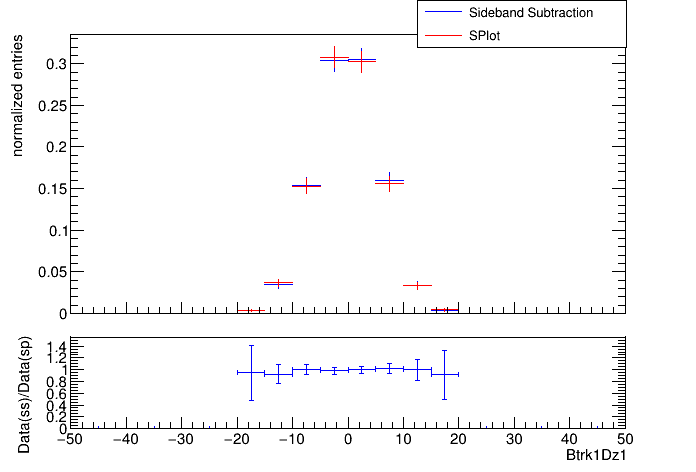 Sideband Subtraction
SPlot
normalized entries
0.3
0.25
0.2
0.15
0.1
0.05
0
Data(ss)/Data(sp)
1.4
1.2
1
0.8
0.6
0.4
0.2
0
−50 −40 −30 −20 −10 0 10 20 30 40 50
Btrk1Dz1